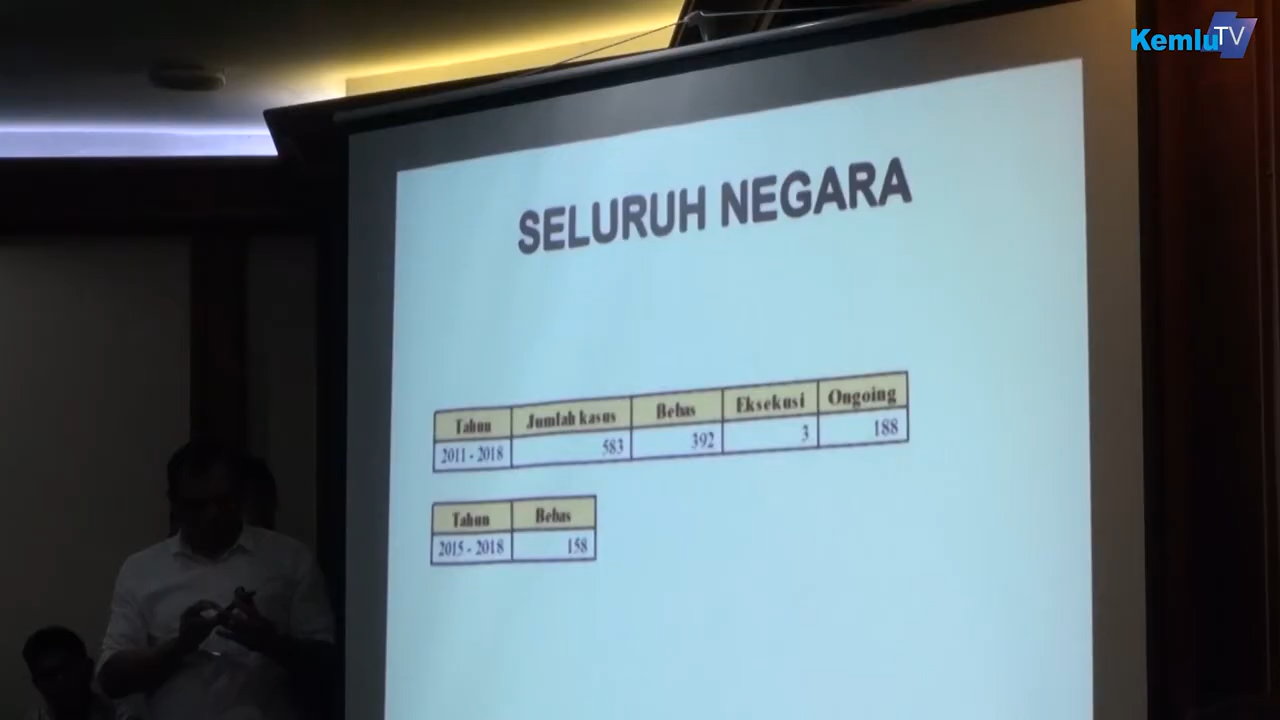 KemluTV
SELURUH NEGARA
Tahun Jumlah kasus Bebas Eksekusi Ongoing
2011 - 2018 583 392 3 188
Tahun Bebas
2015 - 2018 158